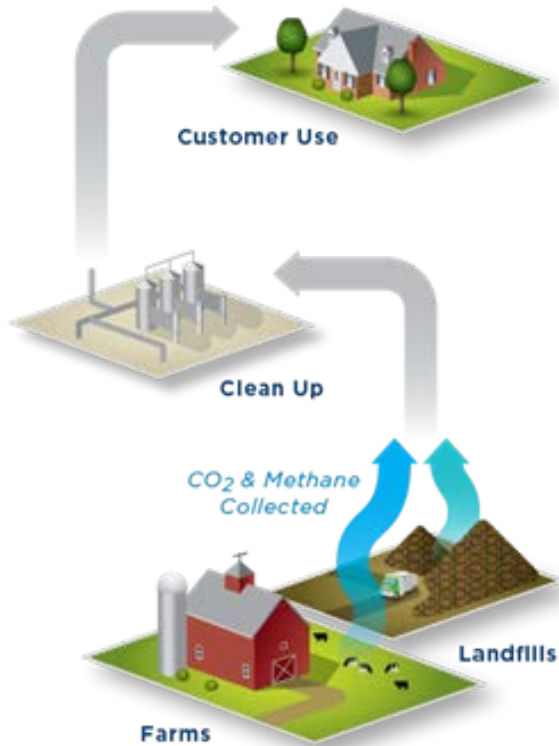 Customer Use
Clean Up
CO₂ & Methane
Collected
Landfills
Farms